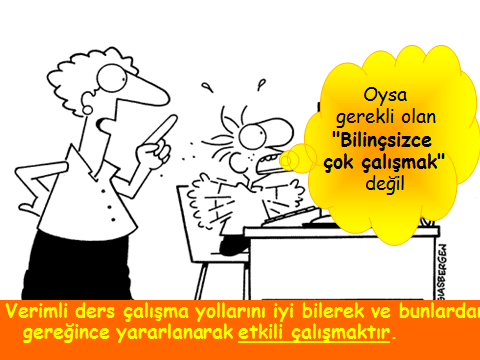 Oysa
gerekli olan
"Bilinçsizce
çok çalışmak"
değil
GLASBERGEN
Verimli ders çalışma yollarını iyi bilerek ve bunlardan
gereğince yararlanarak etkili çalışmaktır.